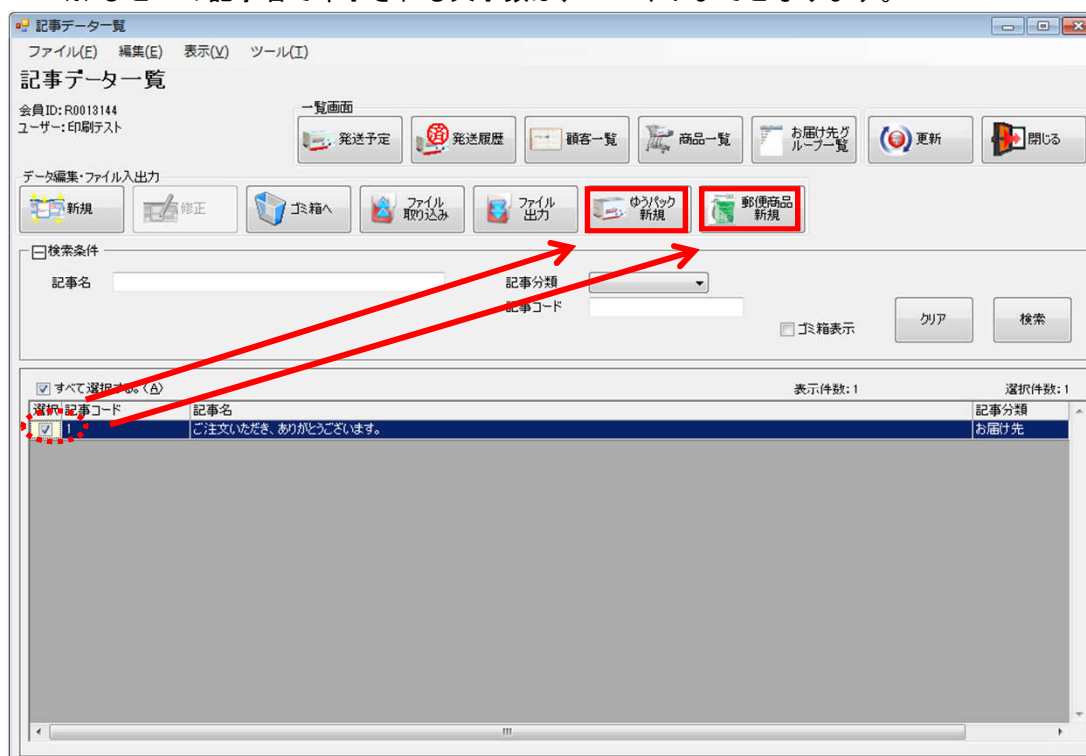 記事データ一覧
ファイル(F) 編集(E) 表示(V) ツール(T)
記事データ一覧
会員ID:R0013144
ユーザー:印刷テスト
一覧画面
発送予定
済
発送履歴
顧客一覧
商品一覧
お届け先グ
ループ一覧
更新
閉じる
データ編集・ファイル入出力
新規
修正
ゴミ箱へ
ファイル
取り込み
ファイル
出力
ゆうパック
新規
郵便商品
新規
検索条件
記事名
記事分類
記事コード
ゴミ箱表示
クリア
検索
すべて選択する。(A)
表示件数:1
選択件数:1
選択 記事コード 記事名 記事分類
1 ご注文いただき、ありがとうございます。 お届け先